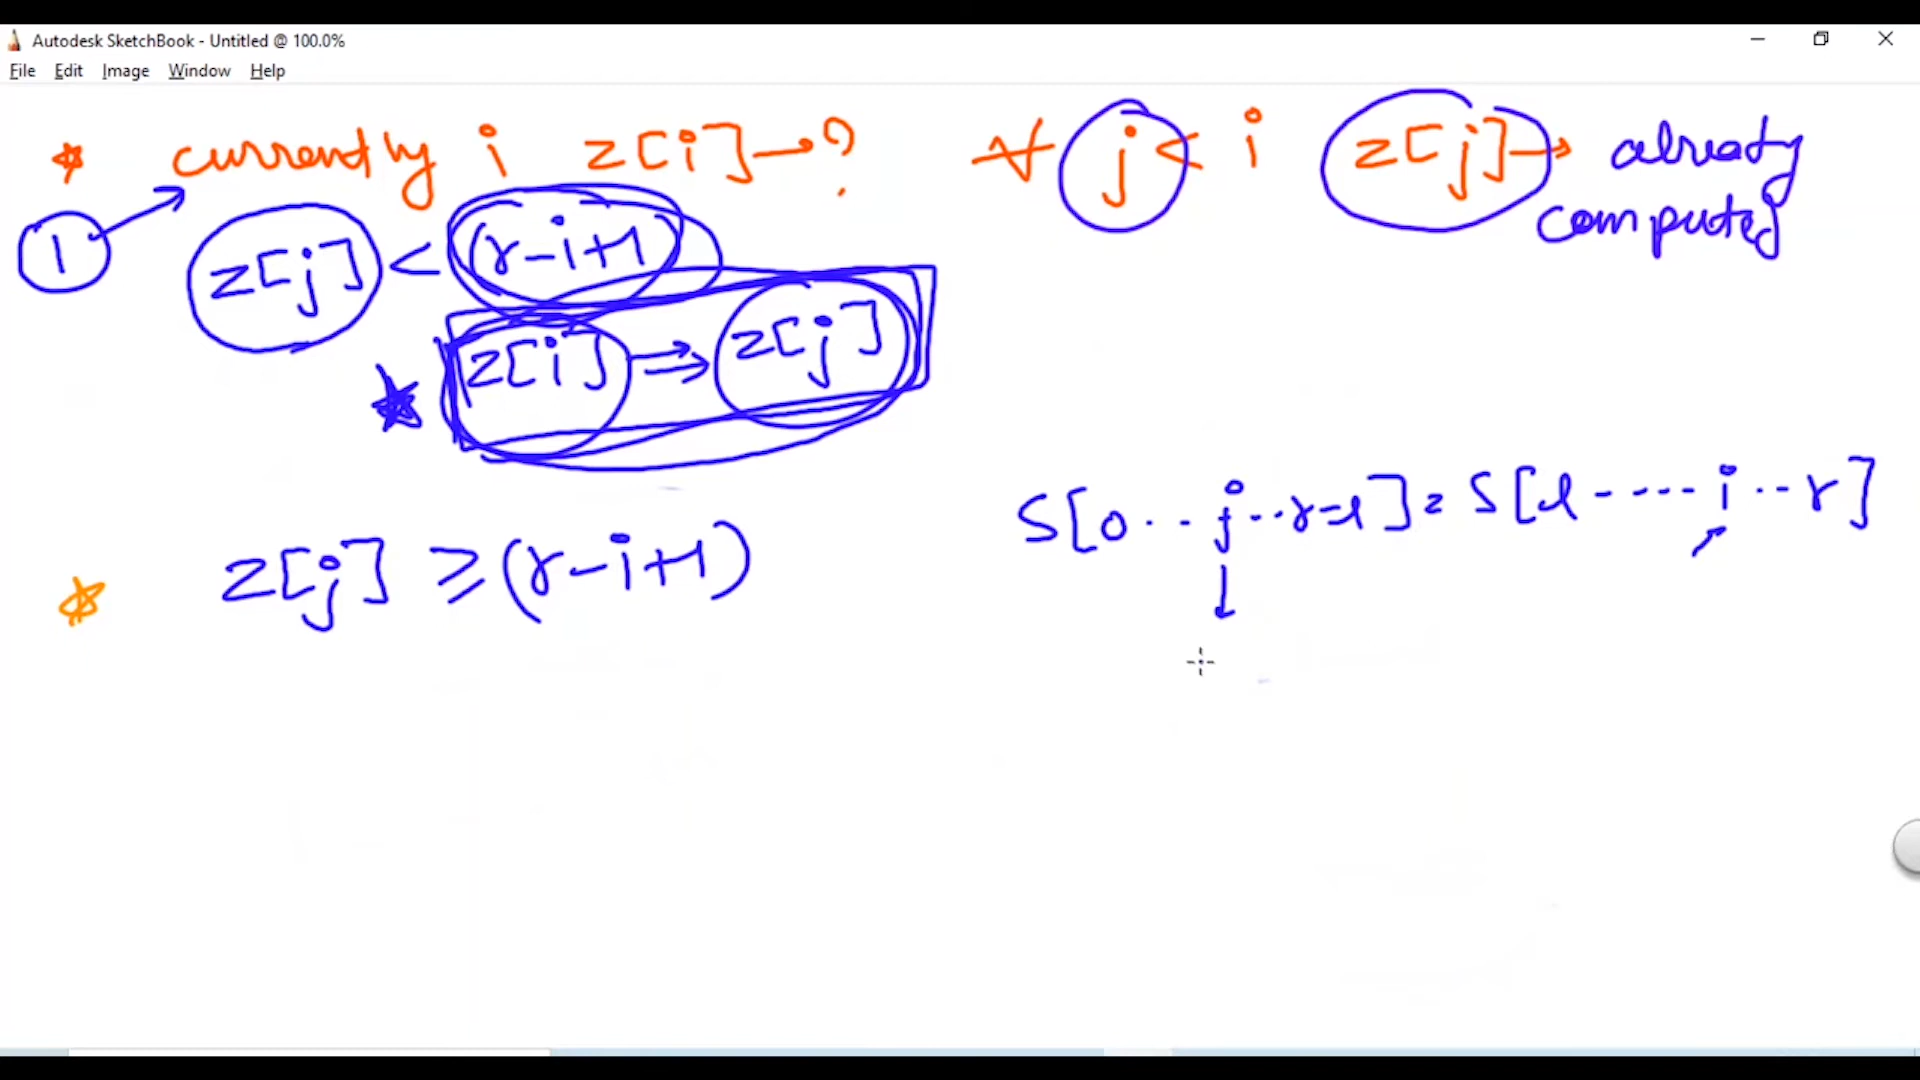 Autodesk SketchBook - Untitled @ 100.0%
File Edit Image Window Help
currently i z[i] → ? ∀ j < i z[j] → already
computed
1 z[j] < (r-i+1)
z[i] → z[j]
S[0...j..r-l] = S[l.....i..r]
z[j] ≥ (r-i+1)